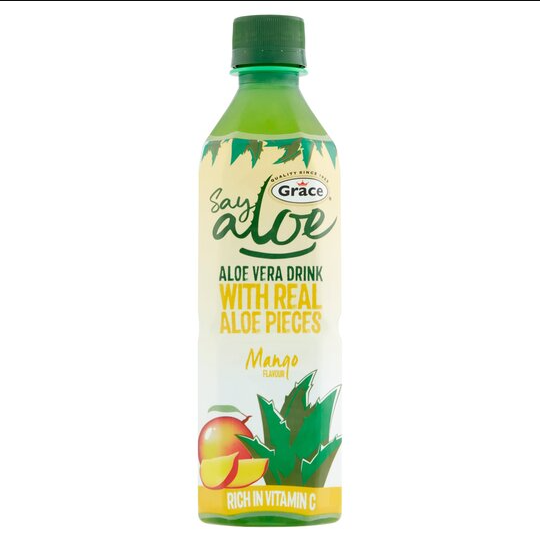 QUALITY SINCE 1922
Grace
Say
aloe
ALOE VERA DRINK
WITH REAL
ALOE PIECES
Mango
FLAVOUR
RICH IN VITAMIN C